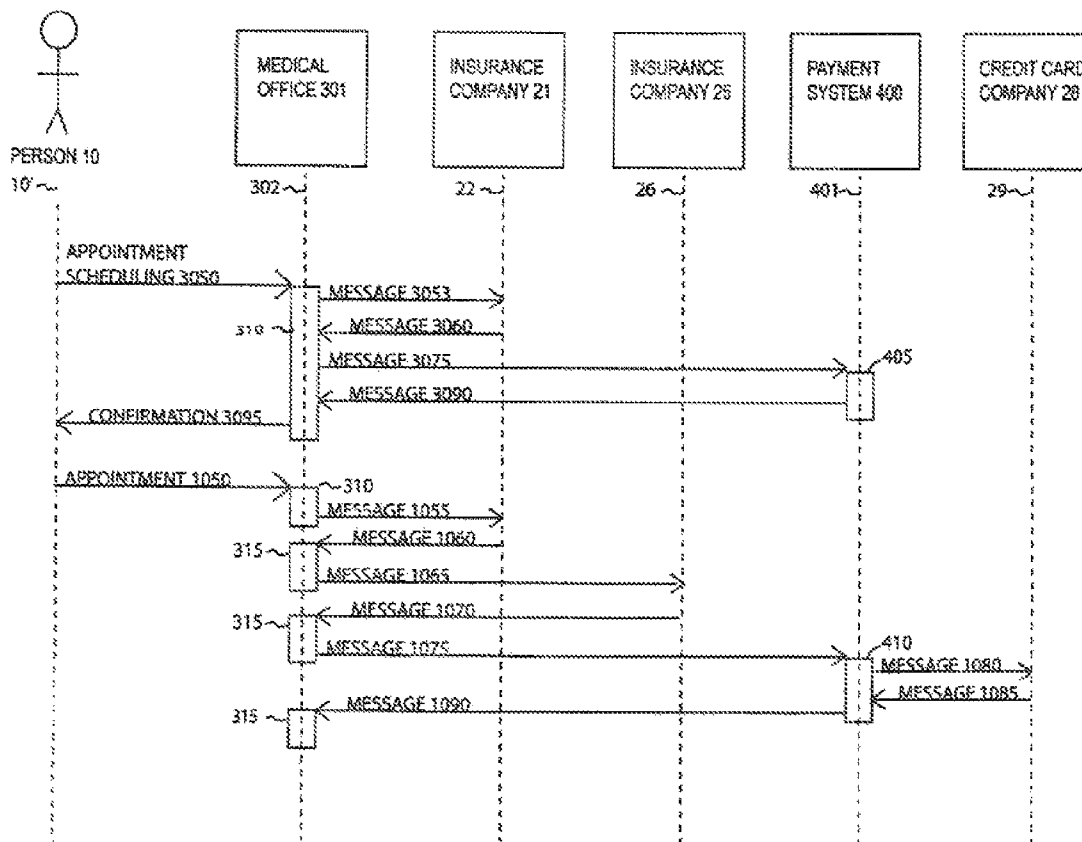 MEDICAL
OFFICE 301
INSURANCE
COMPANY 21
INSURANCE
COMPANY 25
PAYMENT
SYSTEM 400
CREDIT CARD
COMPANY 28
PERSON 10
10'
302
22
26
401
29
APPOINTMENT
SCHEDULING 3050
MESSAGE 3053
310
MESSAGE 3060
MESSAGE 3075
405
MESSAGE 3090
CONFIRMATION 3095
APPOINTMENT 1050
310
MESSAGE 1055
315
MESSAGE 1060
MESSAGE 1065
315
MESSAGE 1070
MESSAGE 1075
410
MESSAGE 1080
MESSAGE 1085
315
MESSAGE 1090